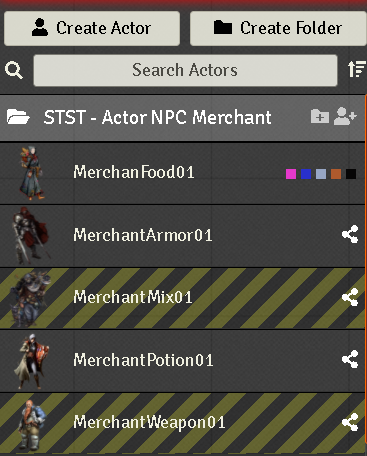 Create Actor
Create Folder
Search Actors
STST - Actor NPC Merchant
MerchanFood01
MerchantArmor01
MerchantMix01
MerchantPotion01
MerchantWeapon01